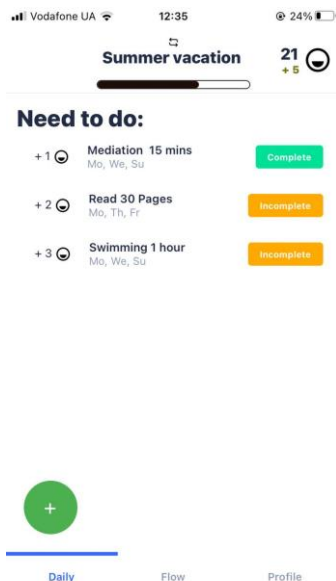 Vodafone UA 12:35 24%
Summer vacation 21
+ 5
Need to do:
+ 1 Mediation 15 mins Complete
Mo, We, Su
+ 2 Read 30 Pages Incomplete
Mo, Th, Fr
+ 3 Swimming 1 hour Incomplete
Mo, We, Su
+
Daily Flow Profile